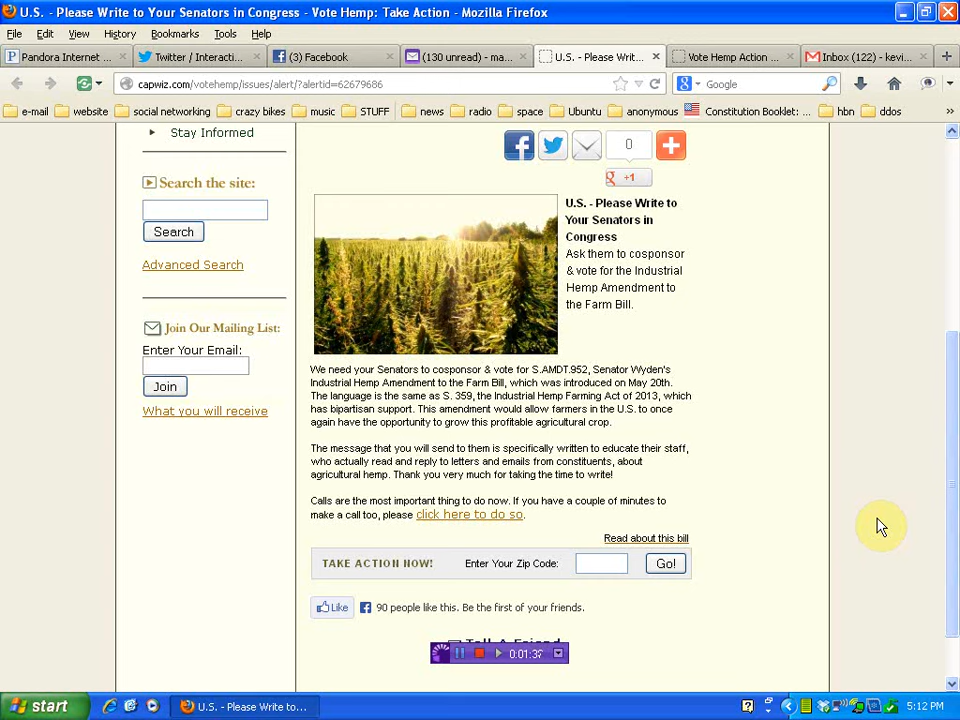 U.S. - Please Write to Your Senators in Congress - Vote Hemp: Take Action - Mozilla Firefox
File Edit View History Bookmarks Tools Help
Pandora Internet ...
Twitter / Interacti...
(3) Facebook
(130 unread) - ma...
U.S. - Please Writ...
Vote Hemp Action ...
Inbox (122) - kevi...
capwiz.com/votehemp/issues/alert/?alertid=62679686
Google
e-mail website social networking crazy bikes music STUFF news radio space Ubuntu anonymous Constitution Booklet: ... hbn ddos
Stay Informed
Search the site:
Search
Advanced Search
Join Our Mailing List:
Enter Your Email:
Join
What you will receive
0
g +1
U.S. - Please Write to
Your Senators in
Congress
Ask them to cosponsor
& vote for the Industrial
Hemp Amendment to
the Farm Bill.
We need your Senators to cosponsor & vote for S.AMDT.952, Senator Wyden's
Industrial Hemp Amendment to the Farm Bill, which was introduced on May 20th.
The language is the same as S. 359, the Industrial Hemp Farming Act of 2013, which
has bipartisan support. This amendment would allow farmers in the U.S. to once
again have the opportunity to grow this profitable agricultural crop.
The message that you will send to them is specifically written to educate their staff,
who actually read and reply to letters and emails from constituents, about
agricultural hemp. Thank you very much for taking the time to write!
Calls are the most important thing to do now. If you have a couple of minutes to
make a call too, please click here to do so.
Read about this bill
TAKE ACTION NOW! Enter Your Zip Code: Go!
Like 90 people like this. Be the first of your friends.
Tell A Friend
0:01:37
start
U.S. - Please Write to...
5:12 PM